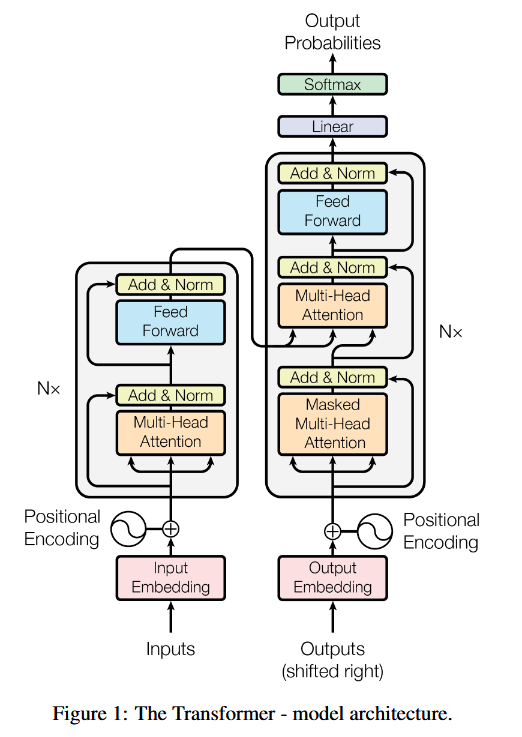 Output
Probabilities
Softmax
Linear
Add & Norm
Feed
Forward
Add & Norm
Multi-Head
Attention
Add & Norm
Masked
Multi-Head
Attention
Nx
Add & Norm
Feed
Forward
Add & Norm
Multi-Head
Attention
N×
Positional
Encoding
Positional
Encoding
Input
Embedding
Output
Embedding
Inputs
Outputs
(shifted right)
Figure 1: The Transformer - model architecture.